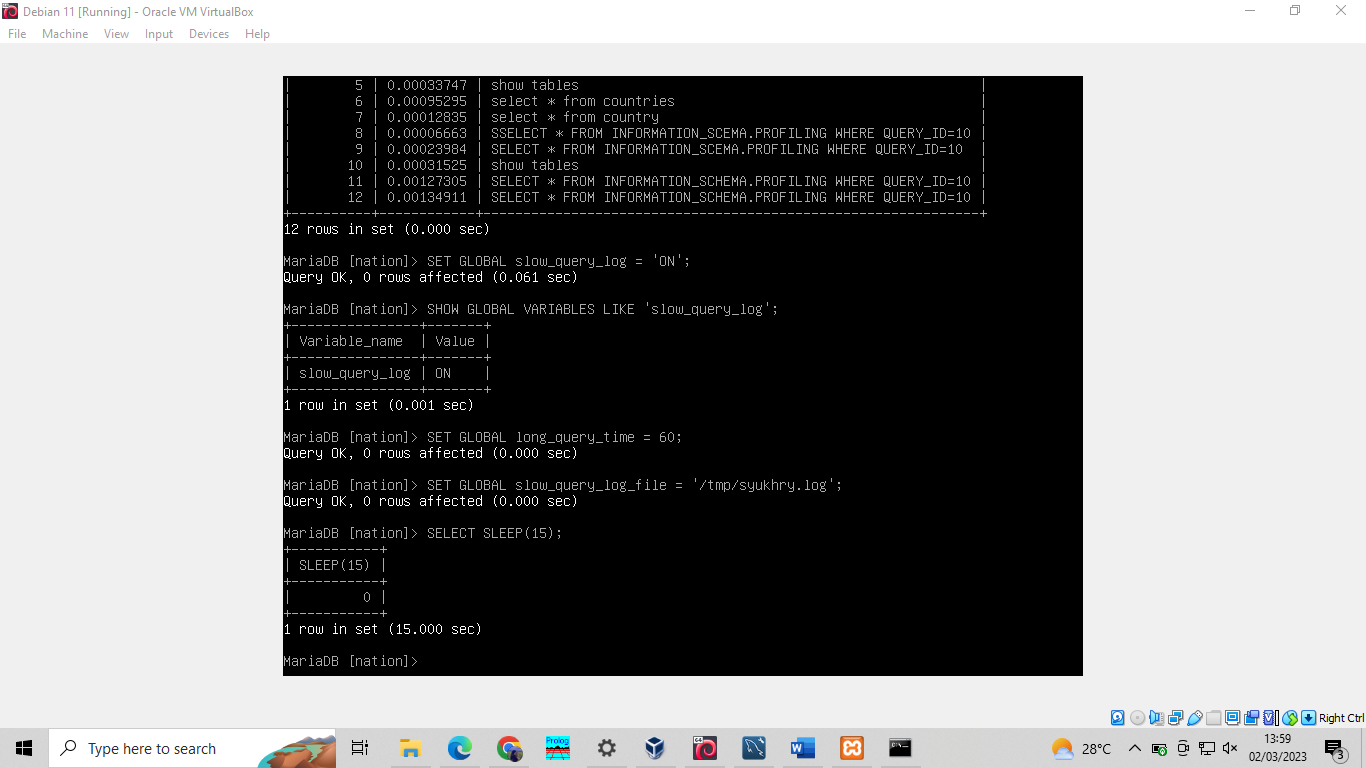 Debian 11 [Running] - Oracle VM VirtualBox
File Machine View Input Devices Help
| 5 | 0.00033747 | show tables |
| 6 | 0.00095295 | select * from countries |
| 7 | 0.00012835 | select * from country |
| 8 | 0.00006663 | SSELECT * FROM INFORMATION_SCEMA.PROFILING WHERE QUERY_ID=10 |
| 9 | 0.00023984 | SELECT * FROM INFORMATION_SCEMA.PROFILING WHERE QUERY_ID=10 |
| 10 | 0.00031525 | show tables |
| 11 | 0.00127305 | SELECT * FROM INFORMATION_SCHEMA.PROFILING WHERE QUERY_ID=10 |
| 12 | 0.00134911 | SELECT * FROM INFORMATION_SCHEMA.PROFILING WHERE QUERY_ID=10 |
+----------+------------+--------------------------------------------------------------+
12 rows in set (0.000 sec)
MariaDB [nation]> SET GLOBAL slow_query_log = 'ON';
Query OK, 0 rows affected (0.061 sec)
MariaDB [nation]> SHOW GLOBAL VARIABLES LIKE 'slow_query_log';
+----------------+-------+
| Variable_name | Value |
+----------------+-------+
| slow_query_log | ON |
+----------------+-------+
1 row in set (0.001 sec)
MariaDB [nation]> SET GLOBAL long_query_time = 60;
Query OK, 0 rows affected (0.000 sec)
MariaDB [nation]> SET GLOBAL slow_query_log_file = '/tmp/syukhry.log';
Query OK, 0 rows affected (0.000 sec)
MariaDB [nation]> SELECT SLEEP(15);
+-----------+
| SLEEP(15) |
+-----------+
| 0 |
+-----------+
1 row in set (15.000 sec)
MariaDB [nation]>
Right Ctrl
Type here to search
Prolog
28°C
13:59
02/03/2023
3